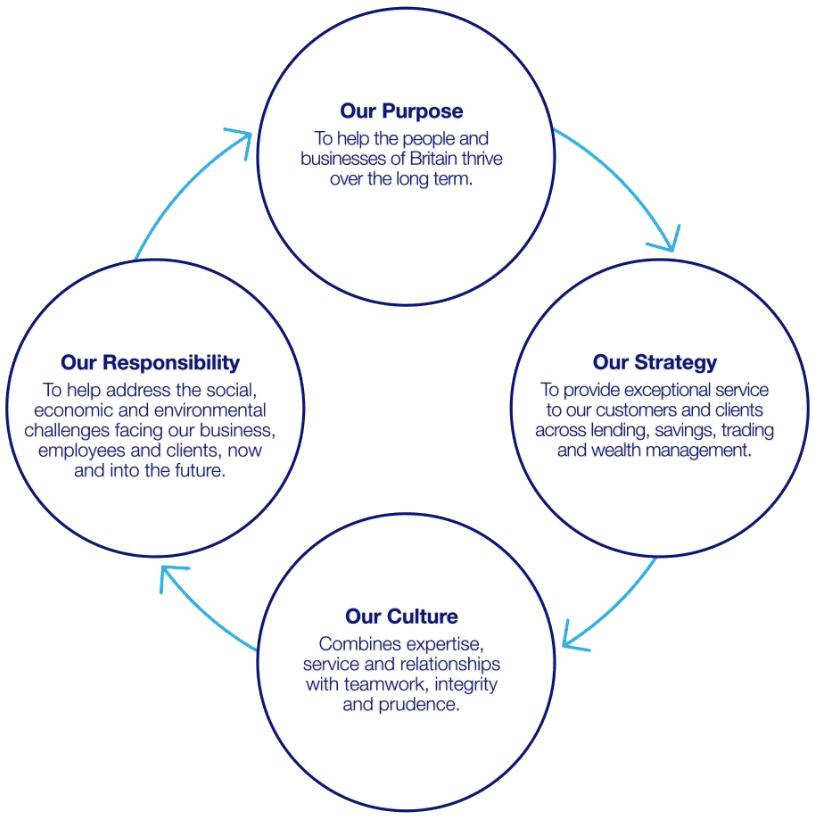 Our Purpose
To help the people and
businesses of Britain thrive
over the long term.
Our Strategy
To provide exceptional service
to our customers and clients
across lending, savings, trading
and wealth management.
Our Culture
Combines expertise,
service and relationships
with teamwork, integrity
and prudence.
Our Responsibility
To help address the social,
economic and environmental
challenges facing our business,
employees and clients, now
and into the future.